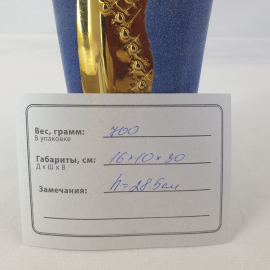 Вес, грамм: 700
В упаковке
Габариты, см: 16×10×30
Д х Ш х В
Замечания: h=28.5см